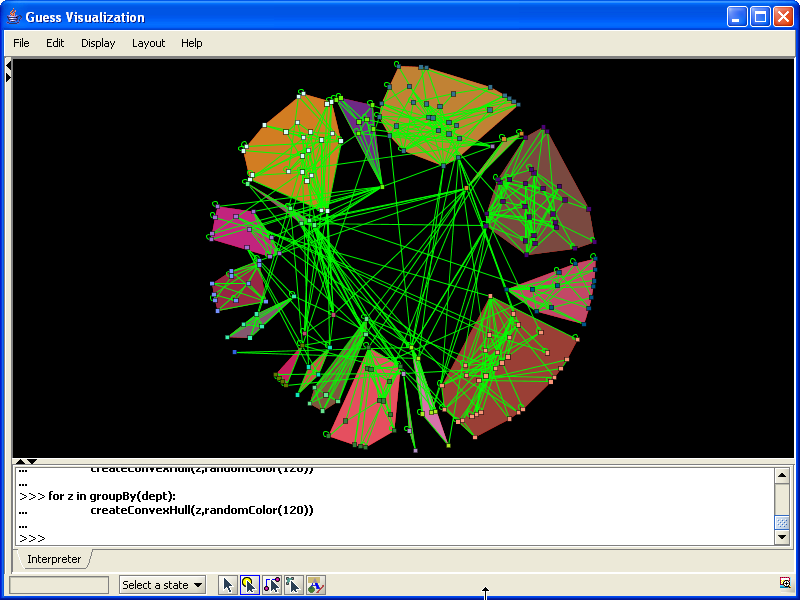 Guess Visualization
File Edit Display Layout Help
... createConvexHull(z,randomColor(120))
...
>>> for z in groupBy(dept):
... createConvexHull(z,randomColor(120))
...
>>>
Interpreter
Select a state